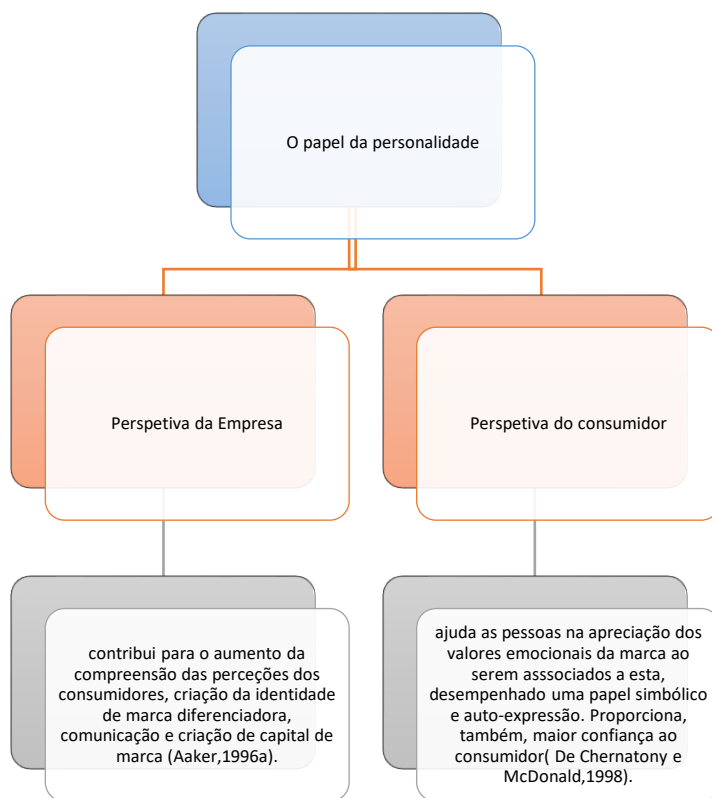 O papel da personalidade
Perspetiva da Empresa
Perspetiva do consumidor
contribui para o aumento da
compreensão das perceções dos
consumidores, criação da identidade
de marca diferenciadora,
comunicação e criação de capital de
marca (Aaker,1996a).
ajuda as pessoas na apreciação dos
valores emocionais da marca ao
serem asssociados a esta,
desempenhado uma papel simbólico
e auto-expressão. Proporciona,
também, maior confiança ao
consumidor( De Chernatony e
McDonald,1998).